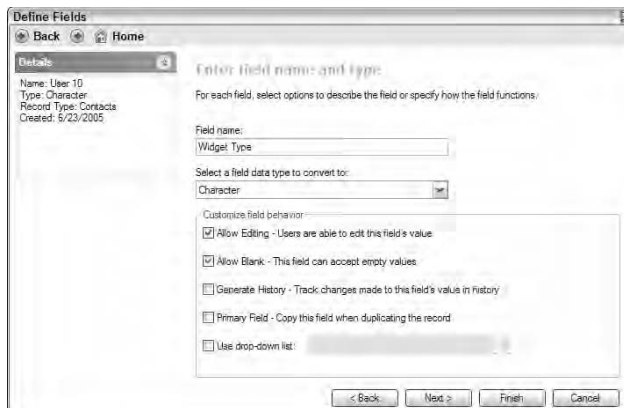 Define Fields
Back Home
Details
Name: User 10
Type: Character
Record Type: Contacts
Created: 6/23/2005
Enter field name and type
For each field, select options to describe the field or specify how the field functions.
Field name:
Widget Type
Select a field data type to convert to:
Character
Customize field behavior
Allow Editing - Users are able to edit this field's value
Allow Blank - This field can accept empty values
Generate History - Track changes made to this field's value in history
Primary Field - Copy this field when duplicating the record
Use drop-down list:
< Back Next > Finish Cancel